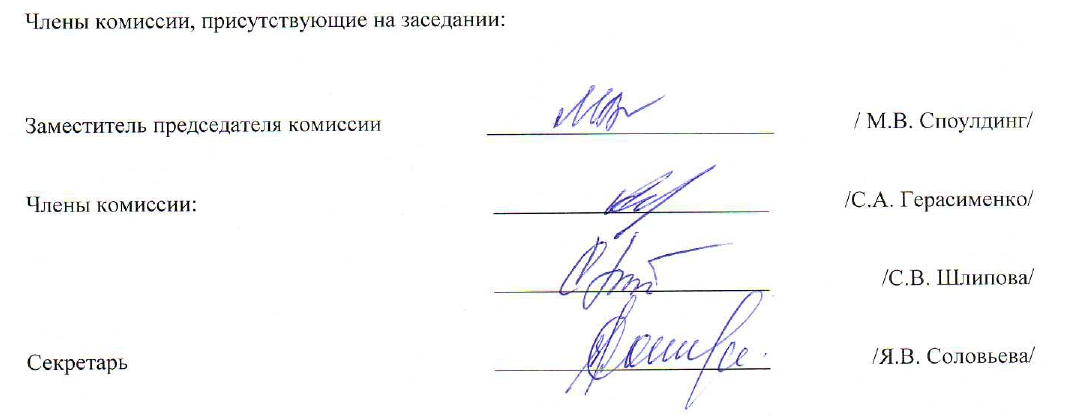 Члены комиссии, присутствующие на заседании:
Заместитель председателя комиссии / М.В. Споулдинг/
Члены комиссии: /С.А. Герасименко/
/С.В. Шлипова/
Секретарь /Я.В. Соловьева/